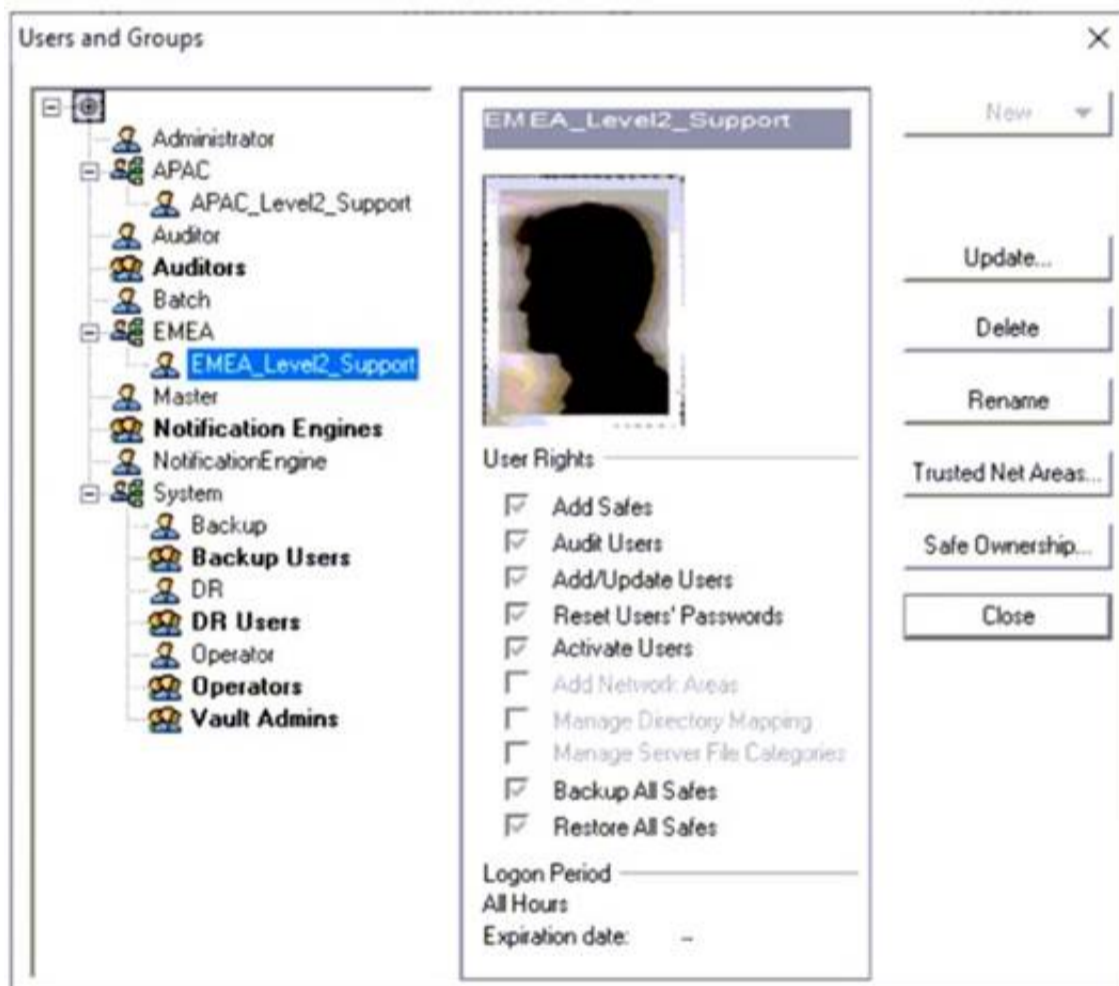 Users and Groups
Administrator
APAC
APAC_Level2_Support
Auditor
Auditors
Batch
EMEA
EMEA_Level2_Support
Master
Notification Engines
NotificationEngine
System
Backup
Backup Users
DR
DR Users
Operator
Operators
Vault Admins
EMEA_Level2_Support
User Rights
Add Safes
Audit Users
Add/Update Users
Reset Users' Passwords
Activate Users
Add Network Areas
Manage Directory Mapping
Manage Server File Categories
Backup All Safes
Restore All Safes
Logon Period
All Hours
Expiration date: --
New
Update...
Delete
Rename
Trusted Net Areas...
Safe Ownership...
Close